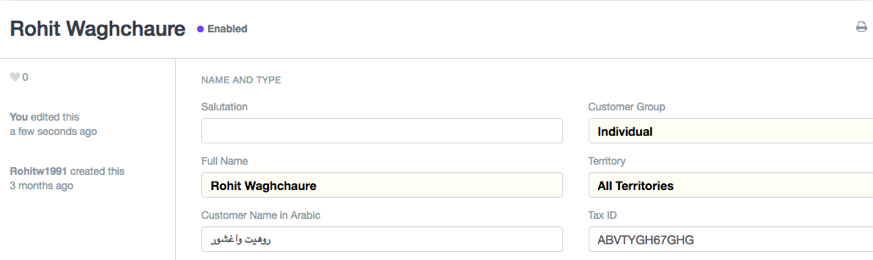 Rohit Waghchaure Enabled
0
You edited this
a few seconds ago
Rohitw1991 created this
3 months ago
NAME AND TYPE
Salutation
Full Name
Rohit Waghchaure
Customer Name in Arabic
روهيت واغشور
Customer Group
Individual
Territory
All Territories
Tax ID
ABVTYGH67GHG